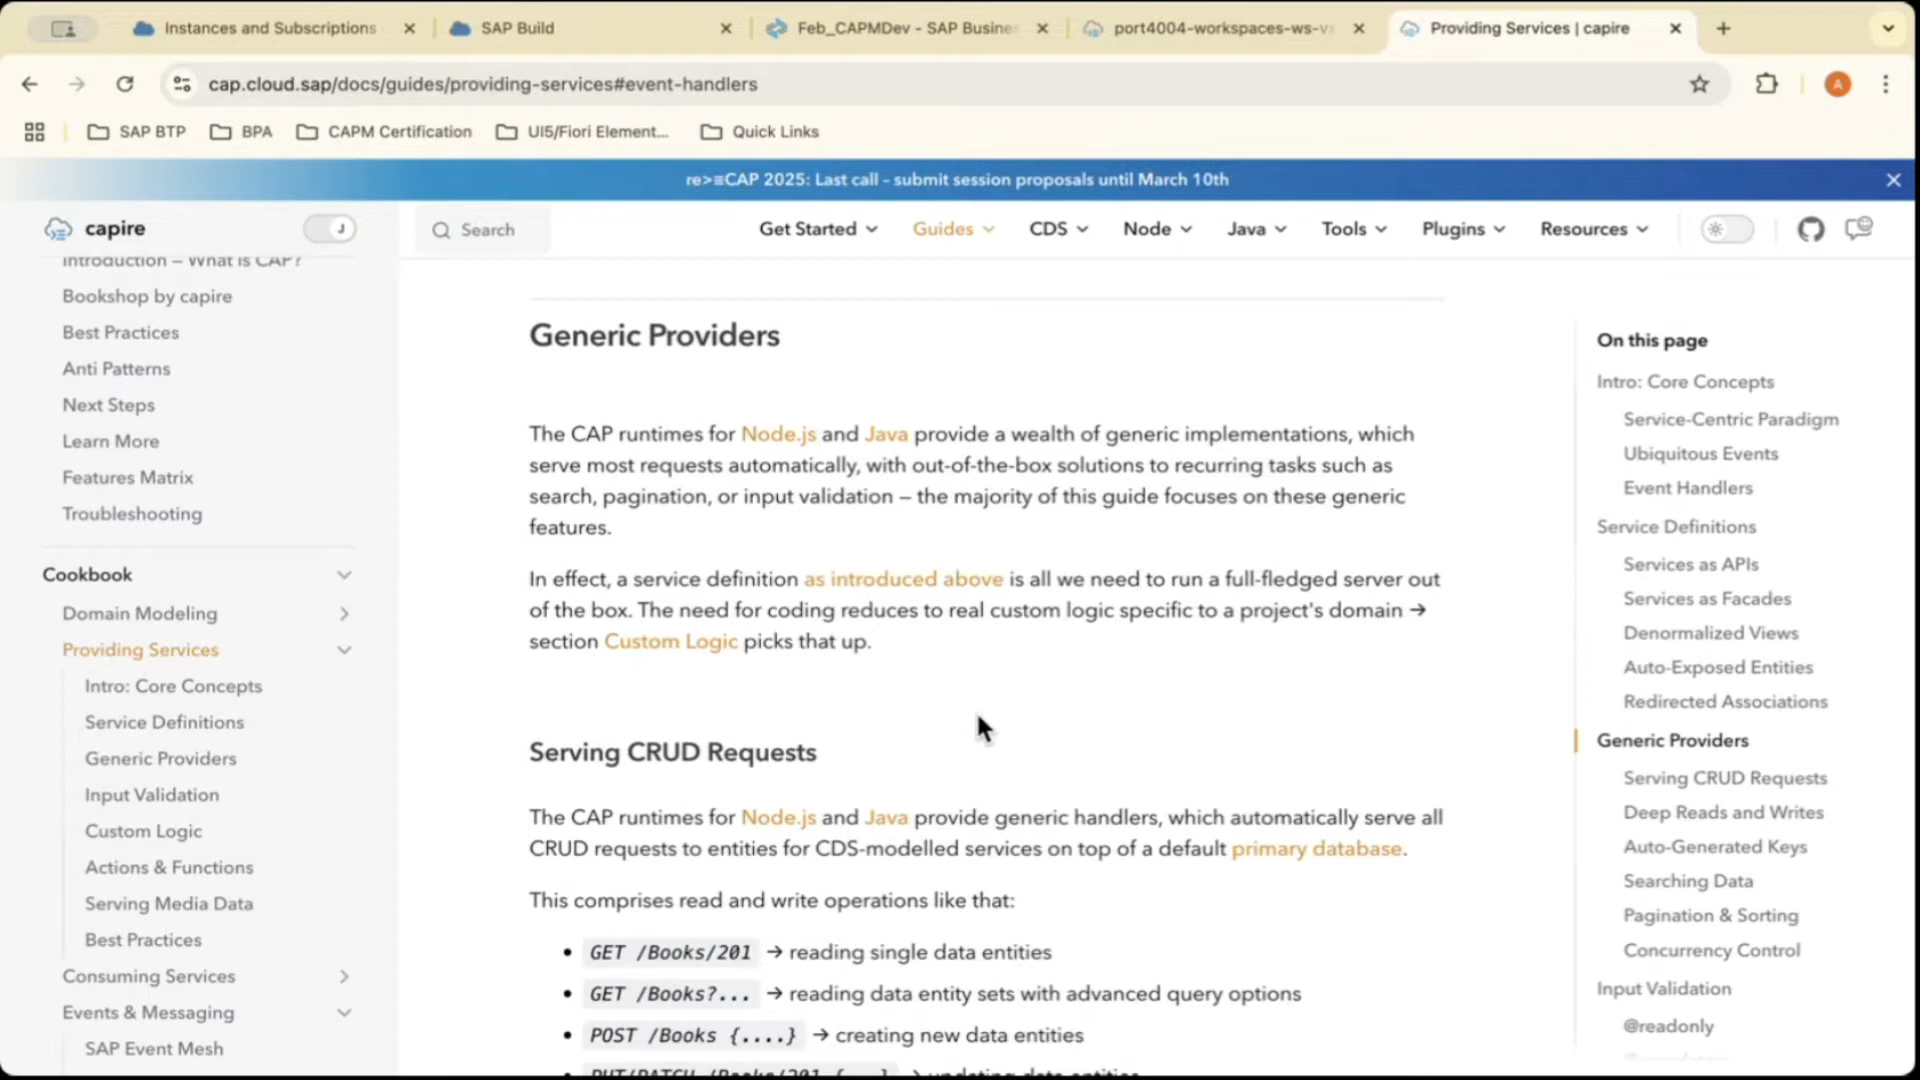 Instances and Subscriptions
SAP Build
Feb_CAPMDev - SAP Busine
port4004-workspaces-ws-v
Providing Services | capire
cap.cloud.sap/docs/guides/providing-services#event-handlers
A
SAP BTP
BPA
CAPM Certification
UI5/Fiori Element...
Quick Links
re>≡CAP 2025: Last call - submit session proposals until March 10th
capire
J
Search
Get Started
Guides
CDS
Node
Java
Tools
Plugins
Resources
Introduction – What is CAP?
Bookshop by capire
Best Practices
Anti Patterns
Next Steps
Learn More
Features Matrix
Troubleshooting
Cookbook
Domain Modeling
Providing Services
Intro: Core Concepts
Service Definitions
Generic Providers
Input Validation
Custom Logic
Actions & Functions
Serving Media Data
Best Practices
Consuming Services
Events & Messaging
SAP Event Mesh
Generic Providers
The CAP runtimes for Node.js and Java provide a wealth of generic implementations, which
serve most requests automatically, with out-of-the-box solutions to recurring tasks such as
search, pagination, or input validation – the majority of this guide focuses on these generic
features.
In effect, a service definition as introduced above is all we need to run a full-fledged server out
of the box. The need for coding reduces to real custom logic specific to a project's domain →
section Custom Logic picks that up.
Serving CRUD Requests
The CAP runtimes for Node.js and Java provide generic handlers, which automatically serve all
CRUD requests to entities for CDS-modelled services on top of a default primary database.
This comprises read and write operations like that:
• GET /Books/201 → reading single data entities
• GET /Books?... → reading data entity sets with advanced query options
• POST /Books {....} → creating new data entities
• PUT/PATCH /Books/201 {...} → updating data entities
On this page
Intro: Core Concepts
Service-Centric Paradigm
Ubiquitous Events
Event Handlers
Service Definitions
Services as APIs
Services as Facades
Denormalized Views
Auto-Exposed Entities
Redirected Associations
Generic Providers
Serving CRUD Requests
Deep Reads and Writes
Auto-Generated Keys
Searching Data
Pagination & Sorting
Concurrency Control
Input Validation
@readonly